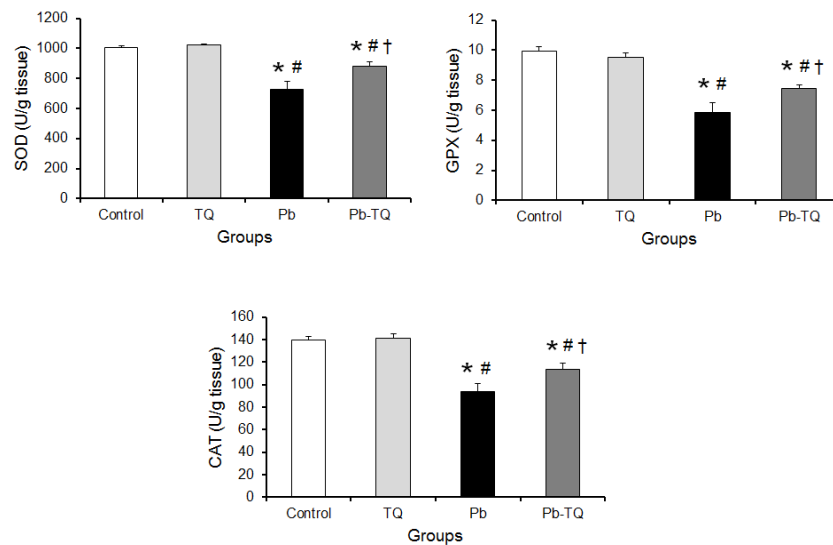 SOD (U/g tissue)
1200
1000
800
600
400
200
0
* #
* # †
Control TQ Pb Pb-TQ
Groups
GPX (U/g tissue)
12
10
8
6
4
2
0
* #
* # †
Control TQ Pb Pb-TQ
Groups
CAT (U/g tissue)
160
140
120
100
80
60
40
20
0
* #
* # †
Control TQ Pb Pb-TQ
Groups